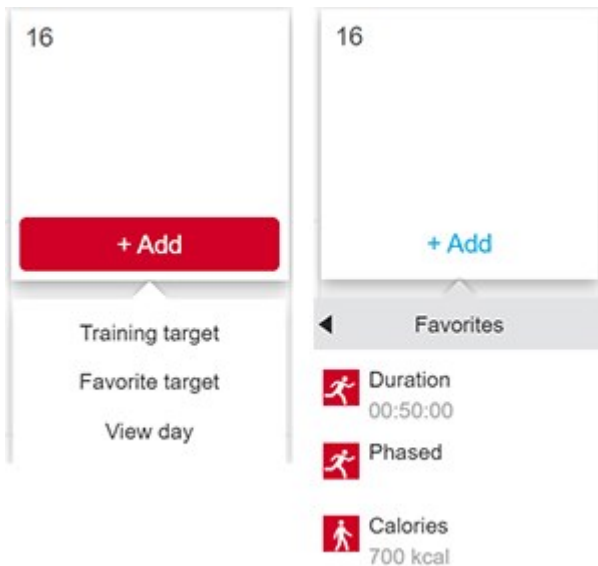 16
+ Add
Training target
Favorite target
View day
16
+ Add
Favorites
Duration
00:50:00
Phased
Calories
700 kcal